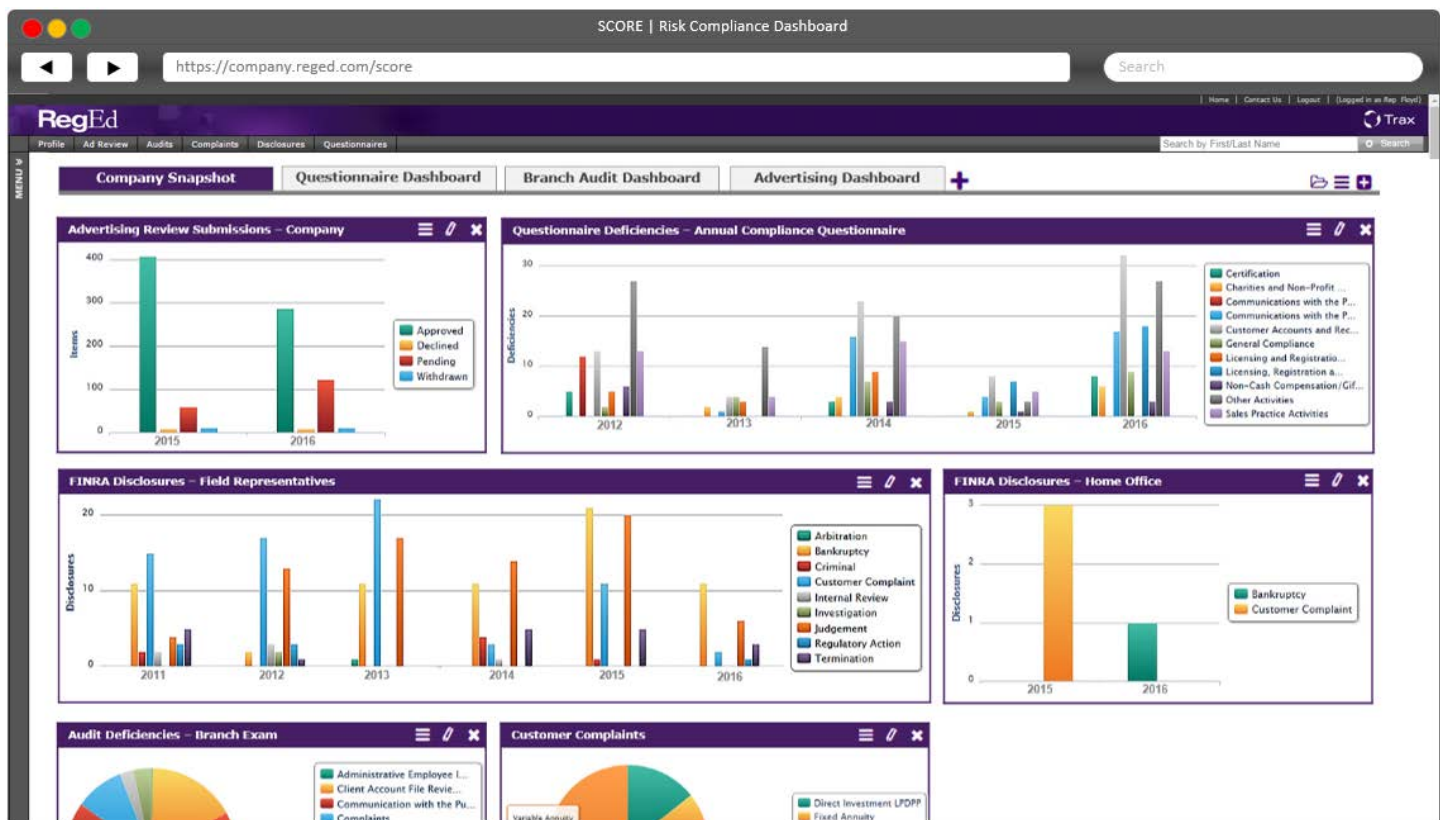 SCORE | Risk Compliance Dashboard
https://company.reged.com/score
Search
| Home | Contact Us | Logout | (Logged in as Rep Floyd)
RegEd
Trax
Profile Ad Review Audits Complaints Disclosures Questionnaires
Search by First/Last Name
Search
MENU
Company Snapshot
Questionnaire Dashboard
Branch Audit Dashboard
Advertising Dashboard
Advertising Review Submissions – Company
400
300
200
100
0
Items
2015
2016
Approved
Declined
Pending
Withdrawn
Questionnaire Deficiencies – Annual Compliance Questionnaire
30
20
10
0
Deficiencies
2012
2013
2014
2015
2016
Certification
Charities and Non-Profit ...
Communications with the P...
Communications with the P...
Customer Accounts and Rec...
General Compliance
Licensing and Registratio...
Licensing, Registration a...
Non-Cash Compensation/Gif...
Other Activities
Sales Practice Activities
FINRA Disclosures – Field Representatives
20
10
0
Disclosures
2011
2012
2013
2014
2015
2016
Arbitration
Bankruptcy
Criminal
Customer Complaint
Internal Review
Investigation
Judgement
Regulatory Action
Termination
FINRA Disclosures – Home Office
3
2
1
0
Disclosures
2015
2016
Bankruptcy
Customer Complaint
Audit Deficiencies – Branch Exam
Administrative Employee I...
Client Account File Revie...
Communication with the Pu...
Complaints
Customer Complaints
Variable Annuity
Direct Investment LPDPP
Fixed Annuity